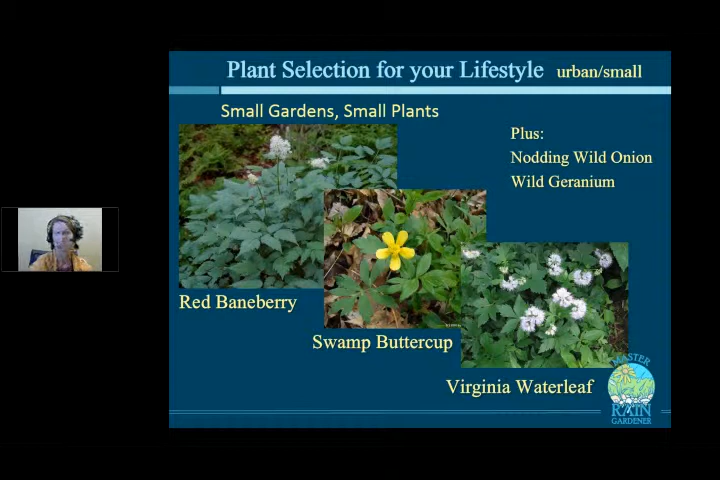 Plant Selection for your Lifestyle urban/small
Small Gardens, Small Plants
Plus:
Nodding Wild Onion
Wild Geranium
Red Baneberry
Swamp Buttercup
Virginia Waterleaf
MASTER
RAIN
GARDENER